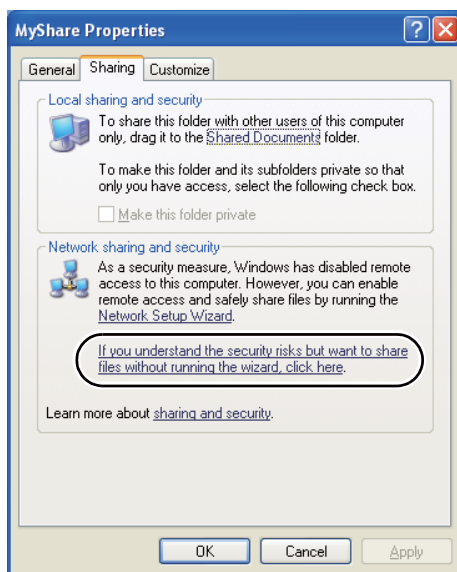 MyShare Properties
General Sharing Customize
Local sharing and security
To share this folder with other users of this computer
only, drag it to the Shared Documents folder.
To make this folder and its subfolders private so that
only you have access, select the following check box.
Make this folder private
Network sharing and security
As a security measure, Windows has disabled remote
access to this computer. However, you can enable
remote access and safely share files by running the
Network Setup Wizard.
If you understand the security risks but want to share
files without running the wizard, click here.
Learn more about sharing and security.
OK Cancel Apply